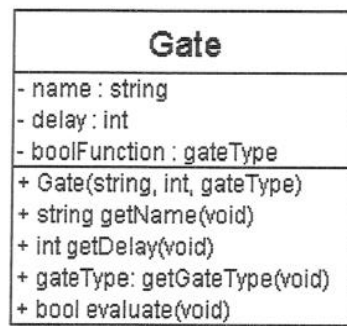 Gate
- name : string
- delay : int
- boolFunction : gateType
+ Gate(string, int, gateType)
+ string getName(void)
+ int getDelay(void)
+ gateType: getGateType(void)
+ bool evaluate(void)